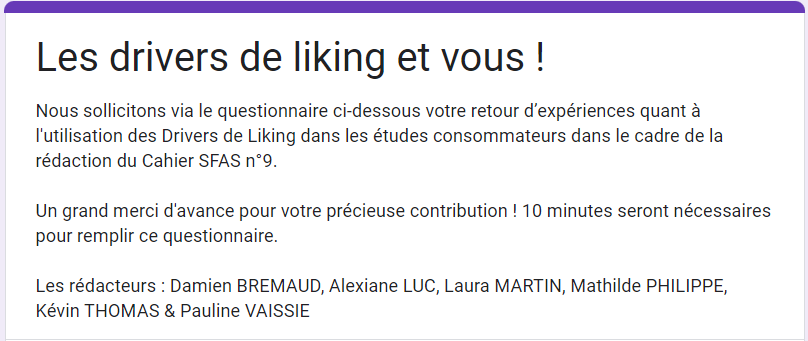 Les drivers de liking et vous !
Nous sollicitons via le questionnaire ci-dessous votre retour d’expériences quant à
l'utilisation des Drivers de Liking dans les études consommateurs dans le cadre de la
rédaction du Cahier SFAS n°9.
Un grand merci d'avance pour votre précieuse contribution ! 10 minutes seront nécessaires
pour remplir ce questionnaire.
Les rédacteurs : Damien BREMAUD, Alexiane LUC, Laura MARTIN, Mathilde PHILIPPE,
Kévin THOMAS & Pauline VAISSIE